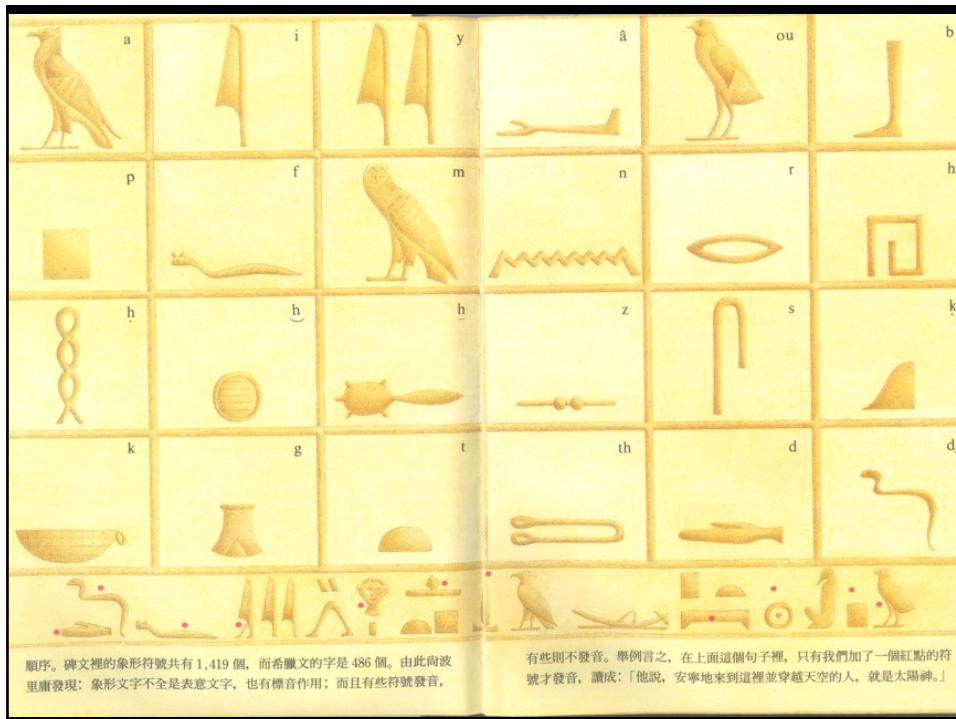 a i y â ou b
p f m n r h
ḥ ḫ ẖ z s ḳ
k g t th d d
順序。碑文裡的象形符號共有1,419個，而希臘文的字是486個。由此尚波
里庸發現：象形文字不全是表意文字，也有標音作用；而且有些符號發音，
有些則不發音。舉例言之，在上面這個句子裡，只有我們加了一個紅點的符
號才發音，讀成：「他說，安寧地來到這裡並穿越天空的人，就是太陽神。」